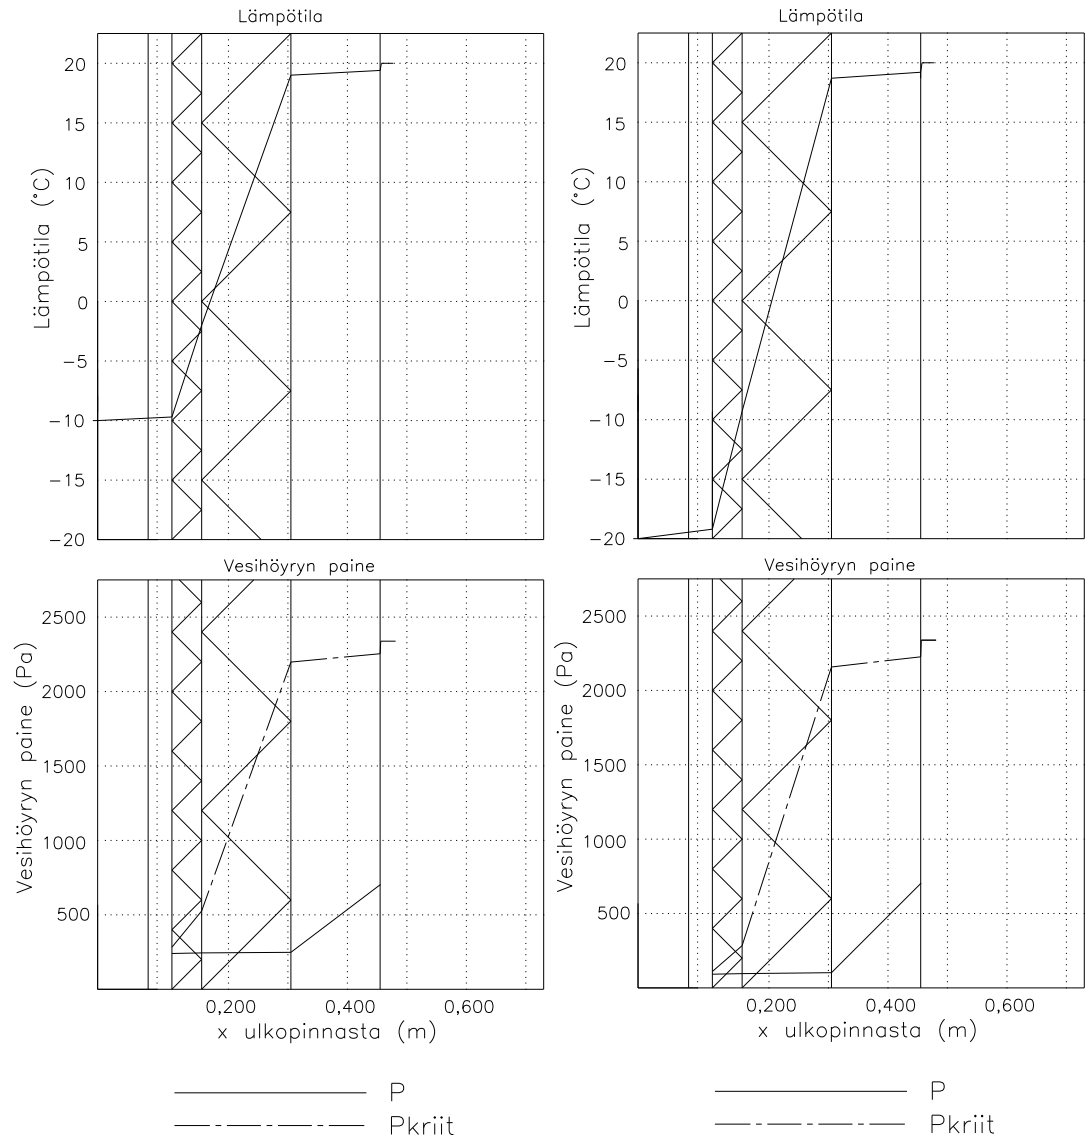 Lämpötila
20
15
10
5
0
−5
−10
−15
−20
Lämpötila (°C)
Vesihöyryn paine
2500
2000
1500
1000
500
Vesihöyryn paine (Pa)
0,200 0,400 0,600
x ulkopinnasta (m)
P
Pkriit
Lämpötila
20
15
10
5
0
−5
−10
−15
−20
Lämpötila (°C)
Vesihöyryn paine
2500
2000
1500
1000
500
Vesihöyryn paine (Pa)
0,200 0,400 0,600
x ulkopinnasta (m)
P
Pkriit